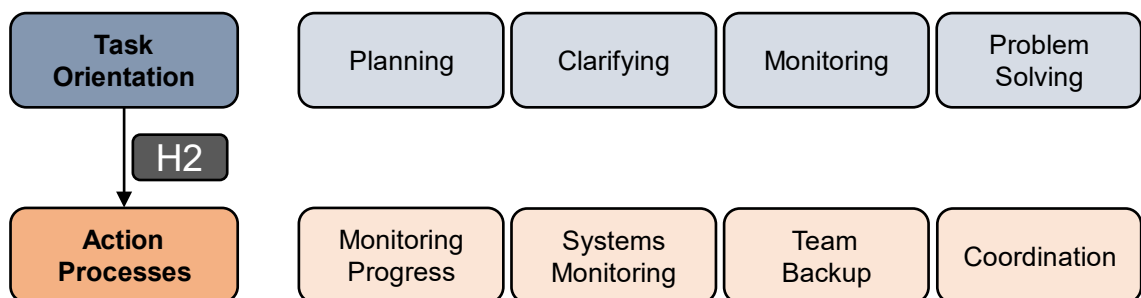 Task
Orientation
Planning
Clarifying
Monitoring
Problem
Solving
H2
Action
Processes
Monitoring
Progress
Systems
Monitoring
Team
Backup
Coordination